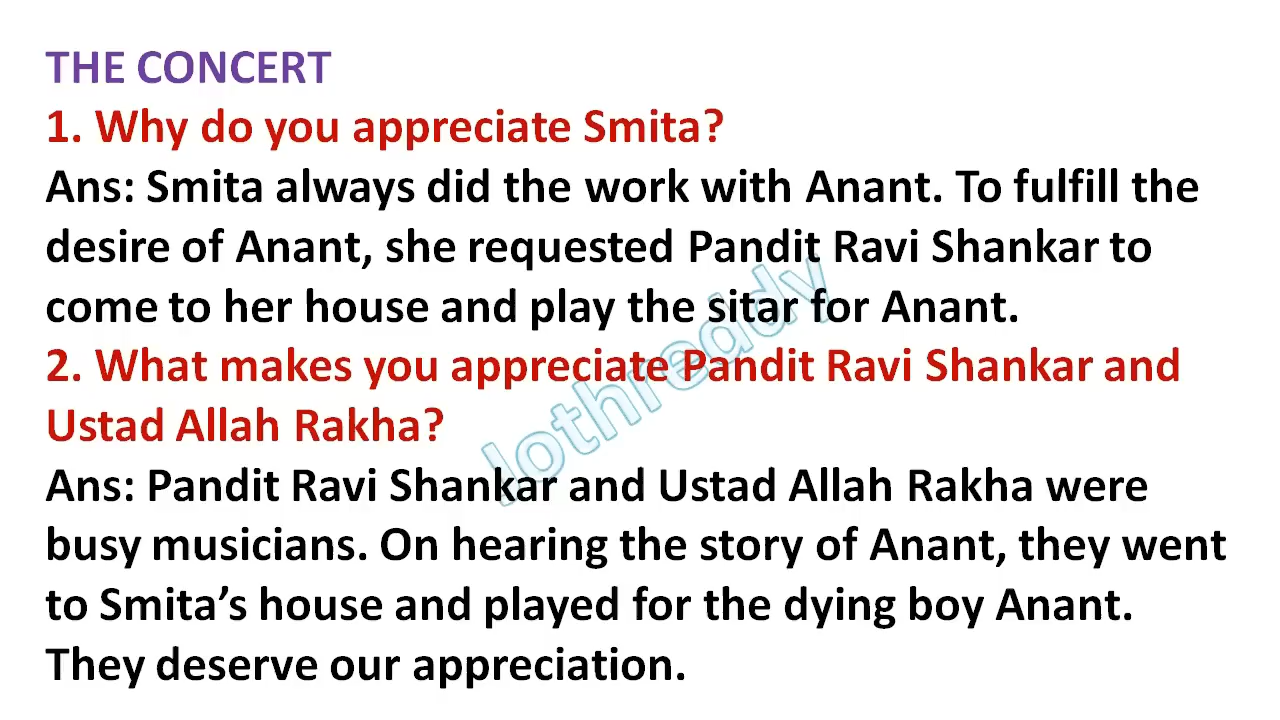 THE CONCERT
1. Why do you appreciate Smita?
Ans: Smita always did the work with Anant. To fulfill the
desire of Anant, she requested Pandit Ravi Shankar to
come to her house and play the sitar for Anant.
2. What makes you appreciate Pandit Ravi Shankar and
Ustad Allah Rakha?
Ans: Pandit Ravi Shankar and Ustad Allah Rakha were
busy musicians. On hearing the story of Anant, they went
to Smita’s house and played for the dying boy Anant.
They deserve our appreciation.
lothreddy